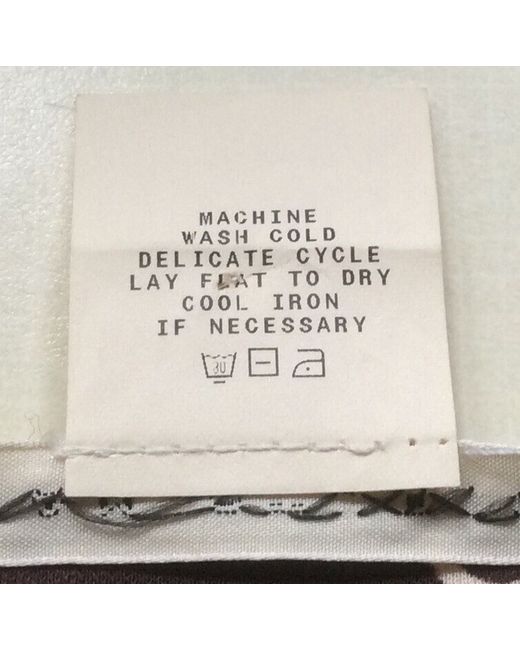 MACHINE
WASH COLD
DELICATE CYCLE
LAY FLAT TO DRY
COOL IRON
IF NECESSARY
30